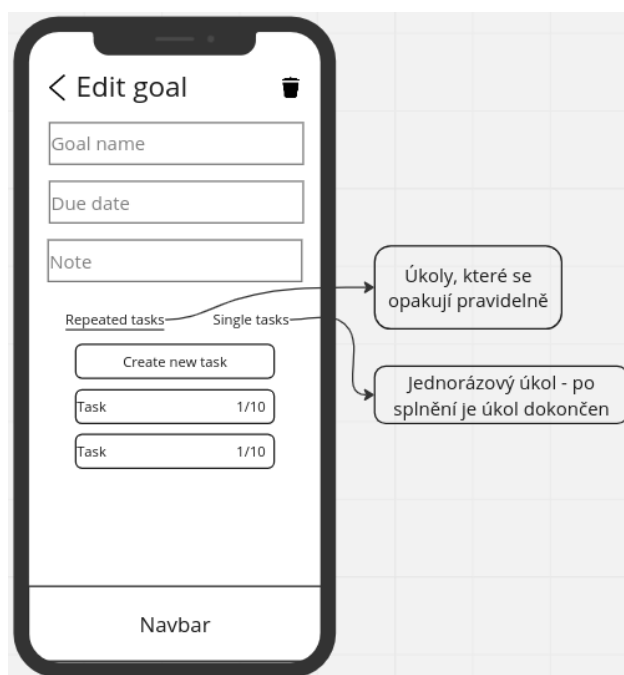 Edit goal
Goal name
Due date
Note
Repeated tasks
Single tasks
Create new task
Task 1/10
Task 1/10
Navbar
Úkoly, které se
opakují pravidelně
Jednorázový úkol - po
splnění je úkol dokončen